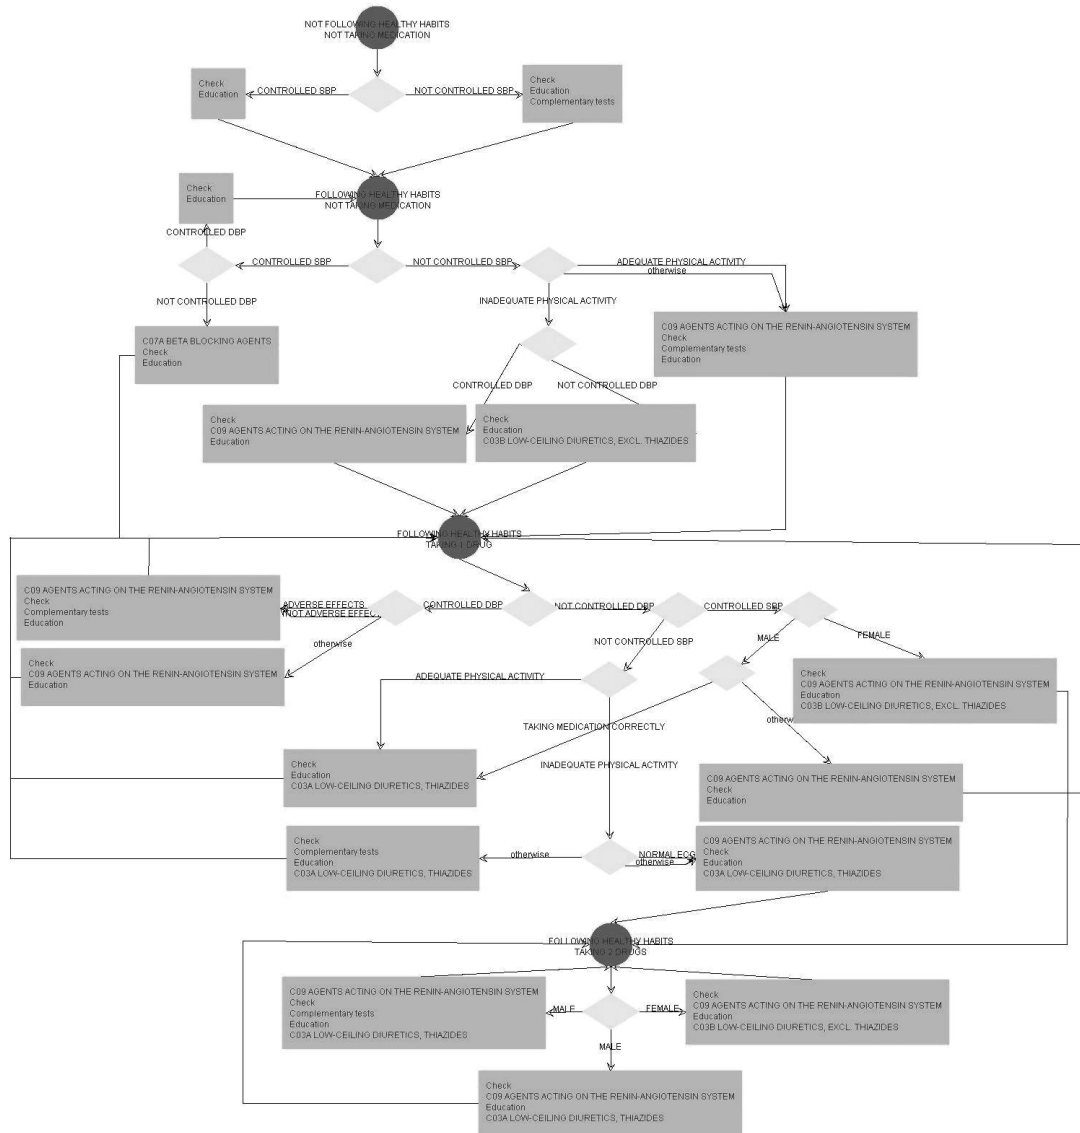 NOT FOLLOWING HEALTHY HABITS
NOT TAKING MEDICATION
Check
Education
CONTROLLED SBP
NOT CONTROLLED SBP
Check
Education
Complementary tests
Check
Education
FOLLOWING HEALTHY HABITS
NOT TAKING MEDICATION
CONTROLLED DBP
CONTROLLED SBP
NOT CONTROLLED SBP
ADEQUATE PHYSICAL ACTIVITY
otherwise
NOT CONTROLLED DBP
INADEQUATE PHYSICAL ACTIVITY
C07A BETA BLOCKING AGENTS
Check
Education
C09 AGENTS ACTING ON THE RENIN-ANGIOTENSIN SYSTEM
Check
Complementary tests
Education
CONTROLLED DBP
NOT CONTROLLED DBP
Check
C09 AGENTS ACTING ON THE RENIN-ANGIOTENSIN SYSTEM
Education
Check
Education
C03B LOW-CEILING DIURETICS, EXCL. THIAZIDES
FOLLOWING HEALTHY HABITS
TAKING 1 DRUG
C09 AGENTS ACTING ON THE RENIN-ANGIOTENSIN SYSTEM
Check
Complementary tests
Education
ADVERSE EFFECTS
NOT ADVERSE EFFEC
CONTROLLED DBP
NOT CONTROLLED DBP
CONTROLLED SBP
otherwise
NOT CONTROLLED SBP
MALE
FEMALE
Check
C09 AGENTS ACTING ON THE RENIN-ANGIOTENSIN SYSTEM
Education
ADEQUATE PHYSICAL ACTIVITY
Check
C09 AGENTS ACTING ON THE RENIN-ANGIOTENSIN SYSTEM
Education
C03B LOW-CEILING DIURETICS, EXCL. THIAZIDES
TAKING MEDICATION CORRECTLY
otherw
Check
Education
C03A LOW-CEILING DIURETICS, THIAZIDES
INADEQUATE PHYSICAL ACTIVITY
C09 AGENTS ACTING ON THE RENIN-ANGIOTENSIN SYSTEM
Check
Education
Check
Complementary tests
Education
C03A LOW-CEILING DIURETICS, THIAZIDES
otherwise
NORMAL ECG
otherwise
C09 AGENTS ACTING ON THE RENIN-ANGIOTENSIN SYSTEM
Check
Education
C03A LOW-CEILING DIURETICS, THIAZIDES
FOLLOWING HEALTHY HABITS
TAKING 2 DRUGS
C09 AGENTS ACTING ON THE RENIN-ANGIOTENSIN SYSTEM
Check
Complementary tests
Education
C03A LOW-CEILING DIURETICS, THIAZIDES
MALE
FEMALE
Check
C09 AGENTS ACTING ON THE RENIN-ANGIOTENSIN SYSTEM
Education
C03B LOW-CEILING DIURETICS, EXCL. THIAZIDES
MALE
Check
C09 AGENTS ACTING ON THE RENIN-ANGIOTENSIN SYSTEM
Education
C03A LOW-CEILING DIURETICS, THIAZIDES